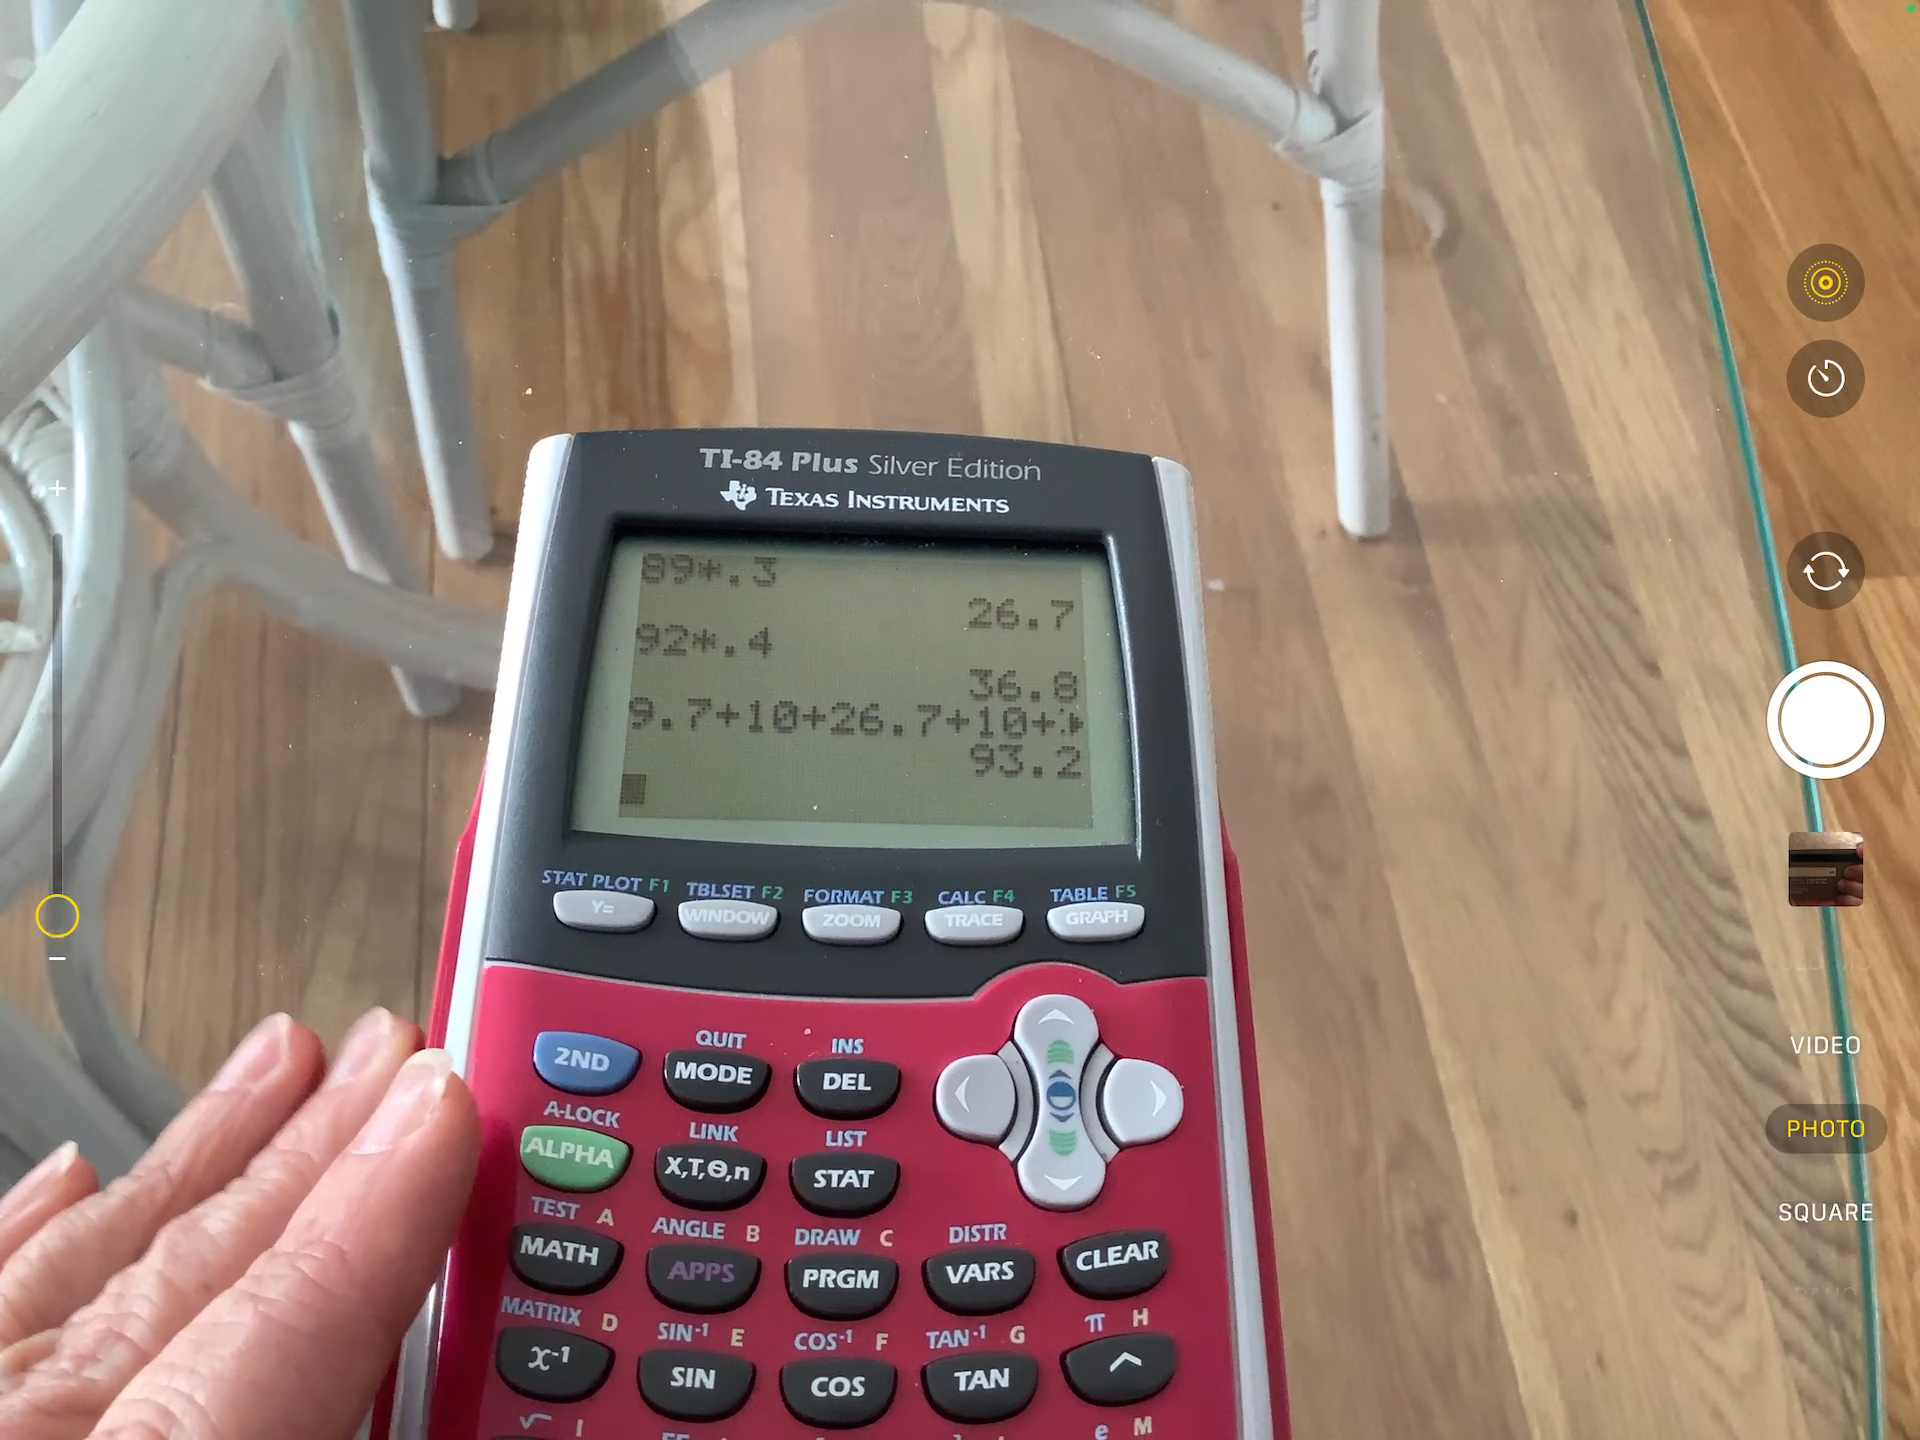 TI-84 Plus Silver Edition
TEXAS INSTRUMENTS
89*.3
26.7
92*.4
36.8
9.7+10+26.7+10+
93.2
STAT PLOT F1 TBLSET F2 FORMAT F3 CALC F4 TABLE F5
Y= WINDOW ZOOM TRACE GRAPH
QUIT INS
2ND MODE DEL
A-LOCK LINK LIST
ALPHA X,T,Θ,n STAT
TEST A ANGLE B DRAW C DISTR
MATH APPS PRGM VARS CLEAR
MATRIX D SIN-1 E COS-1 F TAN-1 G π H
x-1 SIN COS TAN ^
√ I e M
VIDEO
PHOTO
SQUARE